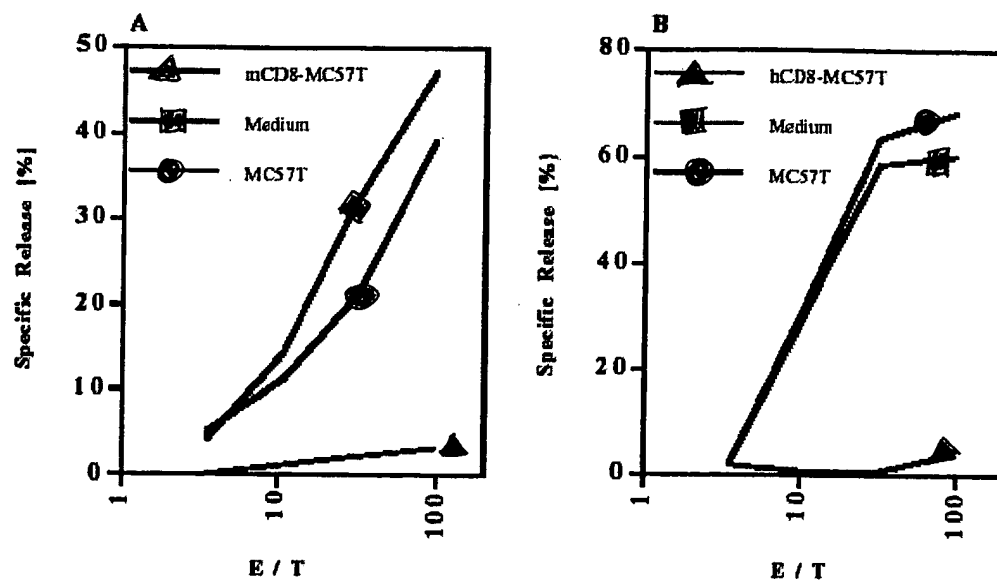 A
50
40
30
20
10
0
Specific Release [%]
mCD8-MC57T
Medium
MC57T
1
10
100
E / T
B
80
60
40
20
0
Specific Release [%]
hCD8-MC57T
Medium
MC57T
1
10
100
E / T